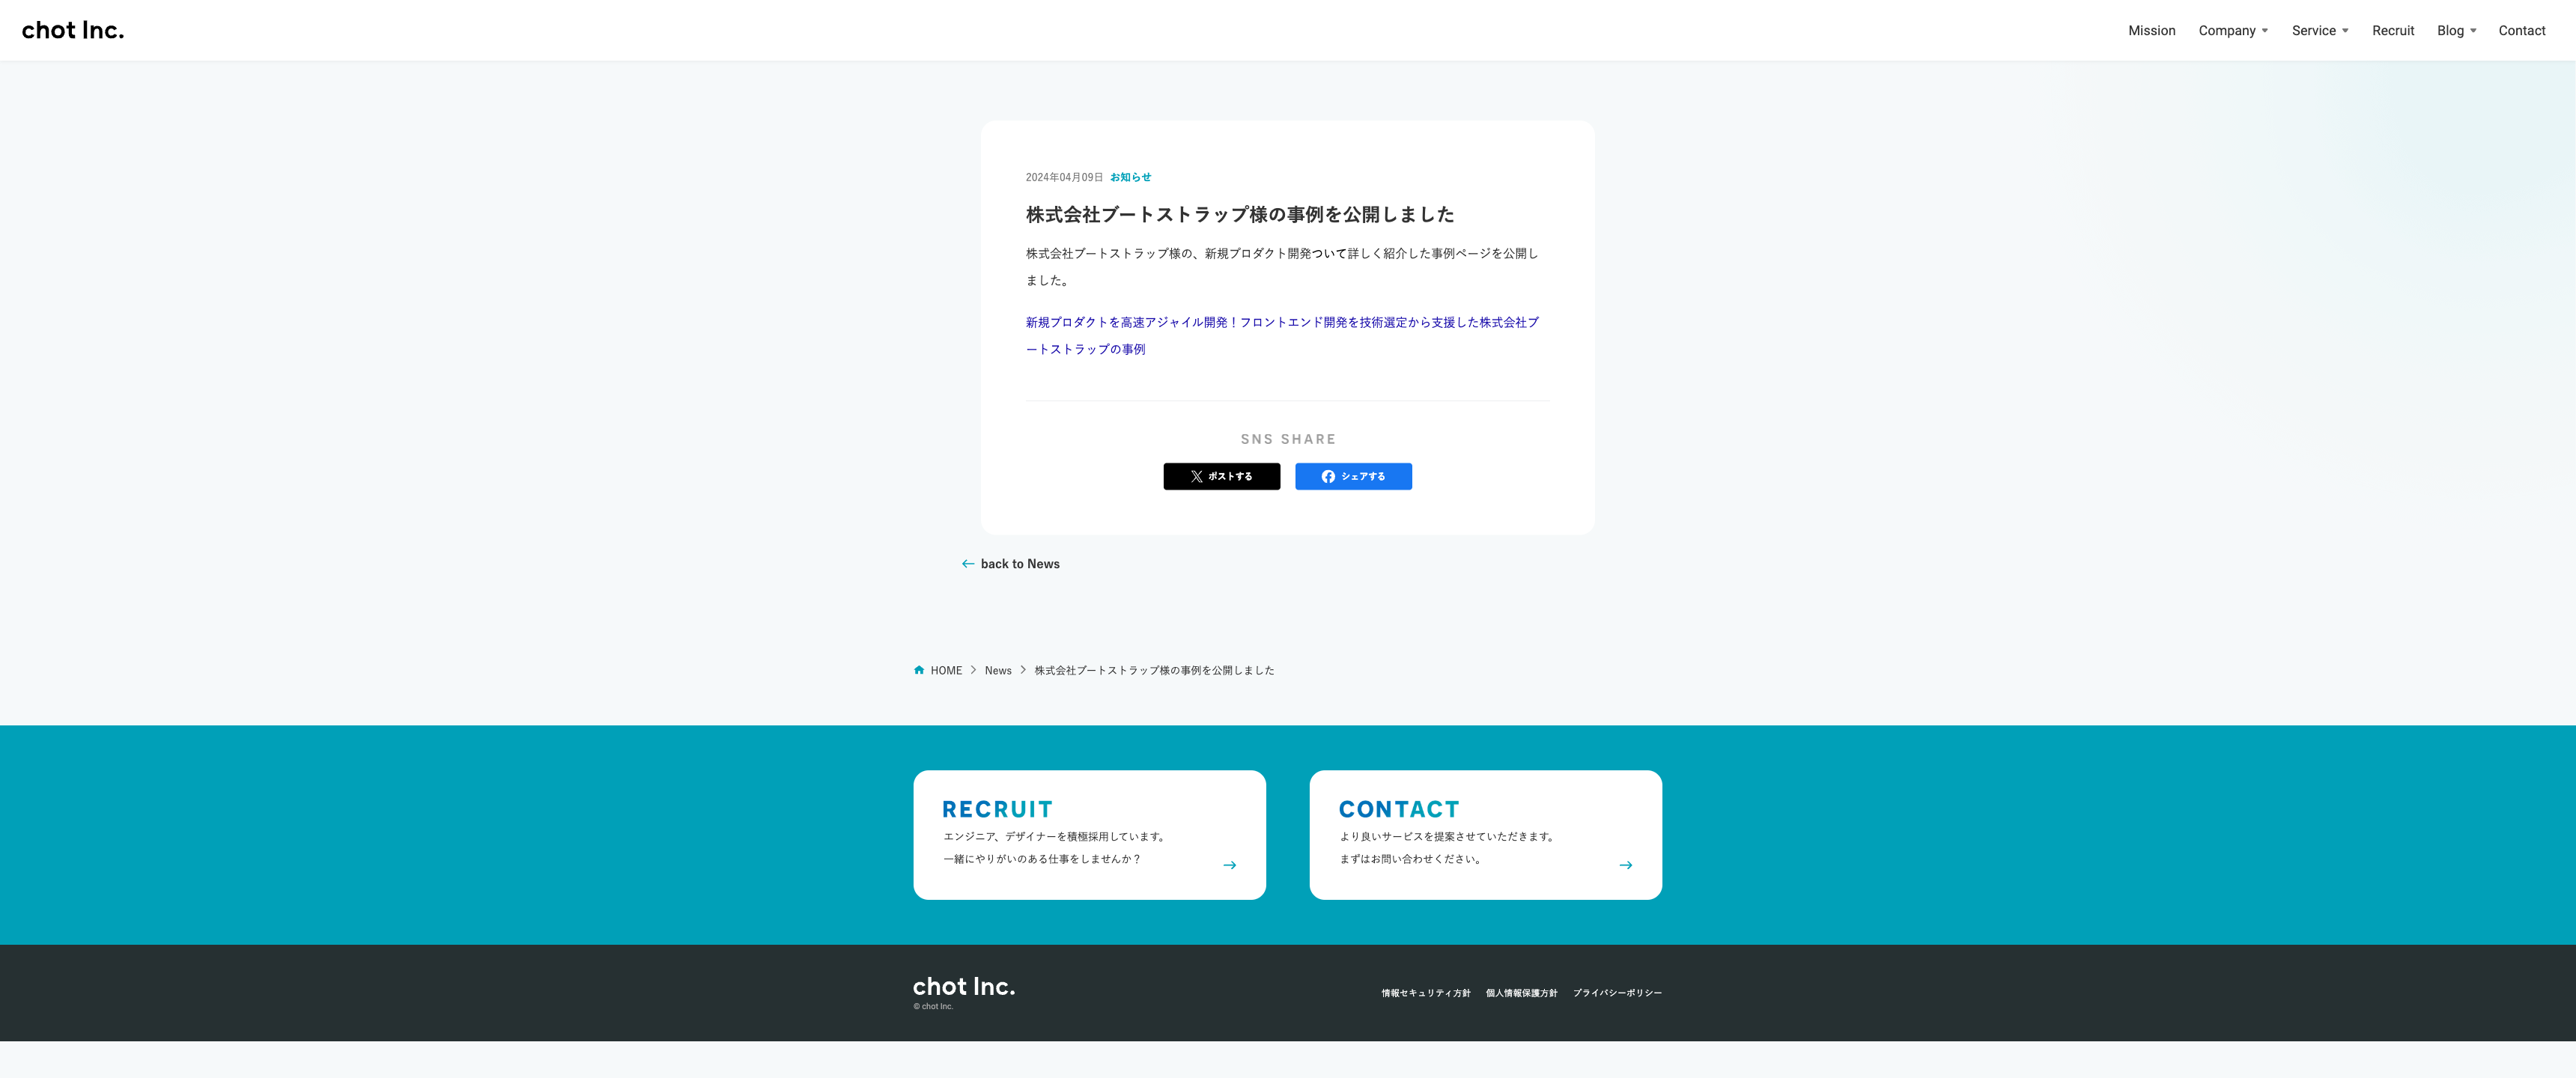 chot Inc.
Mission Company Service Recruit Blog Contact
2024年04月09日 お知らせ
株式会社ブートストラップ様の事例を公開しました
株式会社ブートストラップ様の、新規プロダクト開発ついて詳しく紹介した事例ページを公開し
ました。
新規プロダクトを高速アジャイル開発！フロントエンド開発を技術選定から支援した株式会社ブ
ートストラップの事例
SNS SHARE
ポストする シェアする
back to News
HOME News 株式会社ブートストラップ様の事例を公開しました
RECRUIT
エンジニア、デザイナーを積極採用しています。
一緒にやりがいのある仕事をしませんか？
CONTACT
より良いサービスを提案させていただきます。
まずはお問い合わせください。
chot Inc.
© chot Inc.
情報セキュリティ方針 個人情報保護方針 プライバシーポリシー